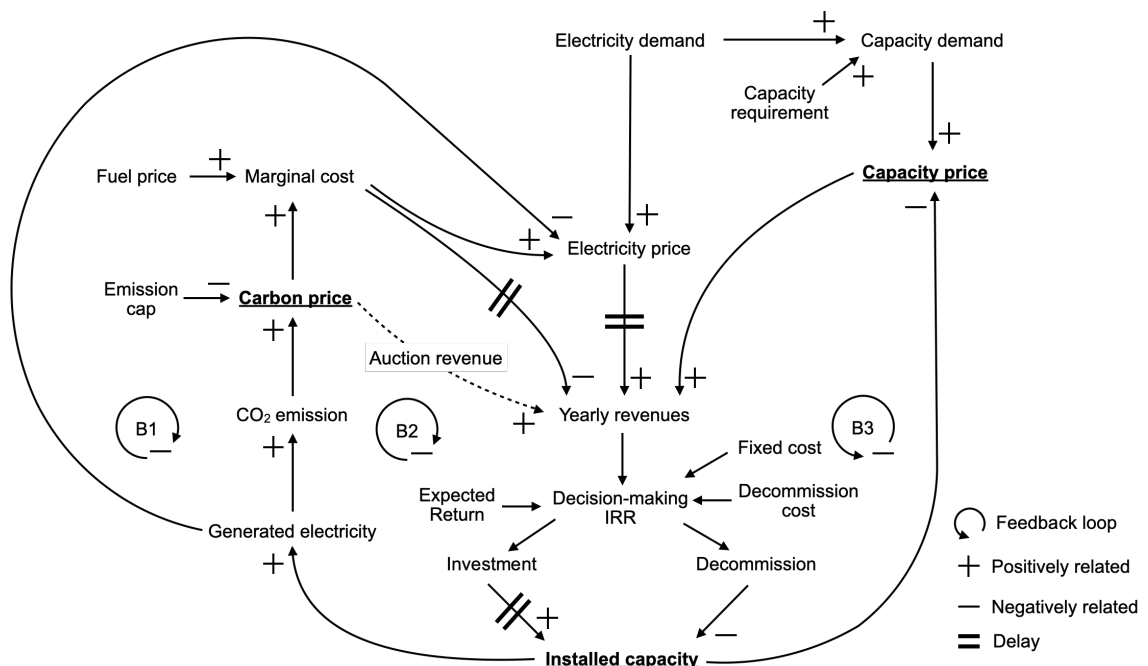 Electricity demand
+
Capacity demand
+
Capacity
requirement
+
Fuel price
+
Marginal cost
Capacity price
+
−
−
+
+
Electricity price
Emission
cap
−
Carbon price
+
Auction revenue
−
+
+
CO₂ emission
+
Yearly revenues
B1
−
B2
−
B3
−
+
Fixed cost
Expected
Return
Decision-making
IRR
Decommission
cost
Generated electricity
+
Investment
Decommission
+
−
Installed capacity
Feedback loop
+ Positively related
− Negatively related
Delay